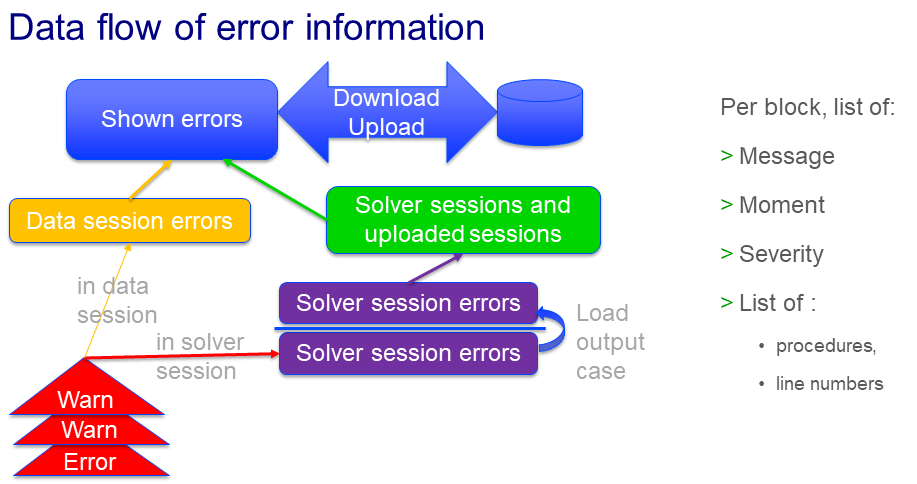 Data flow of error information
Shown errors
Download
Upload
Per block, list of:
> Message
> Moment
> Severity
> List of :
• procedures,
• line numbers
Data session errors
Solver sessions and
uploaded sessions
in data
session
Solver session errors
Solver session errors
Load
output
case
in solver
session
Warn
Warn
Error